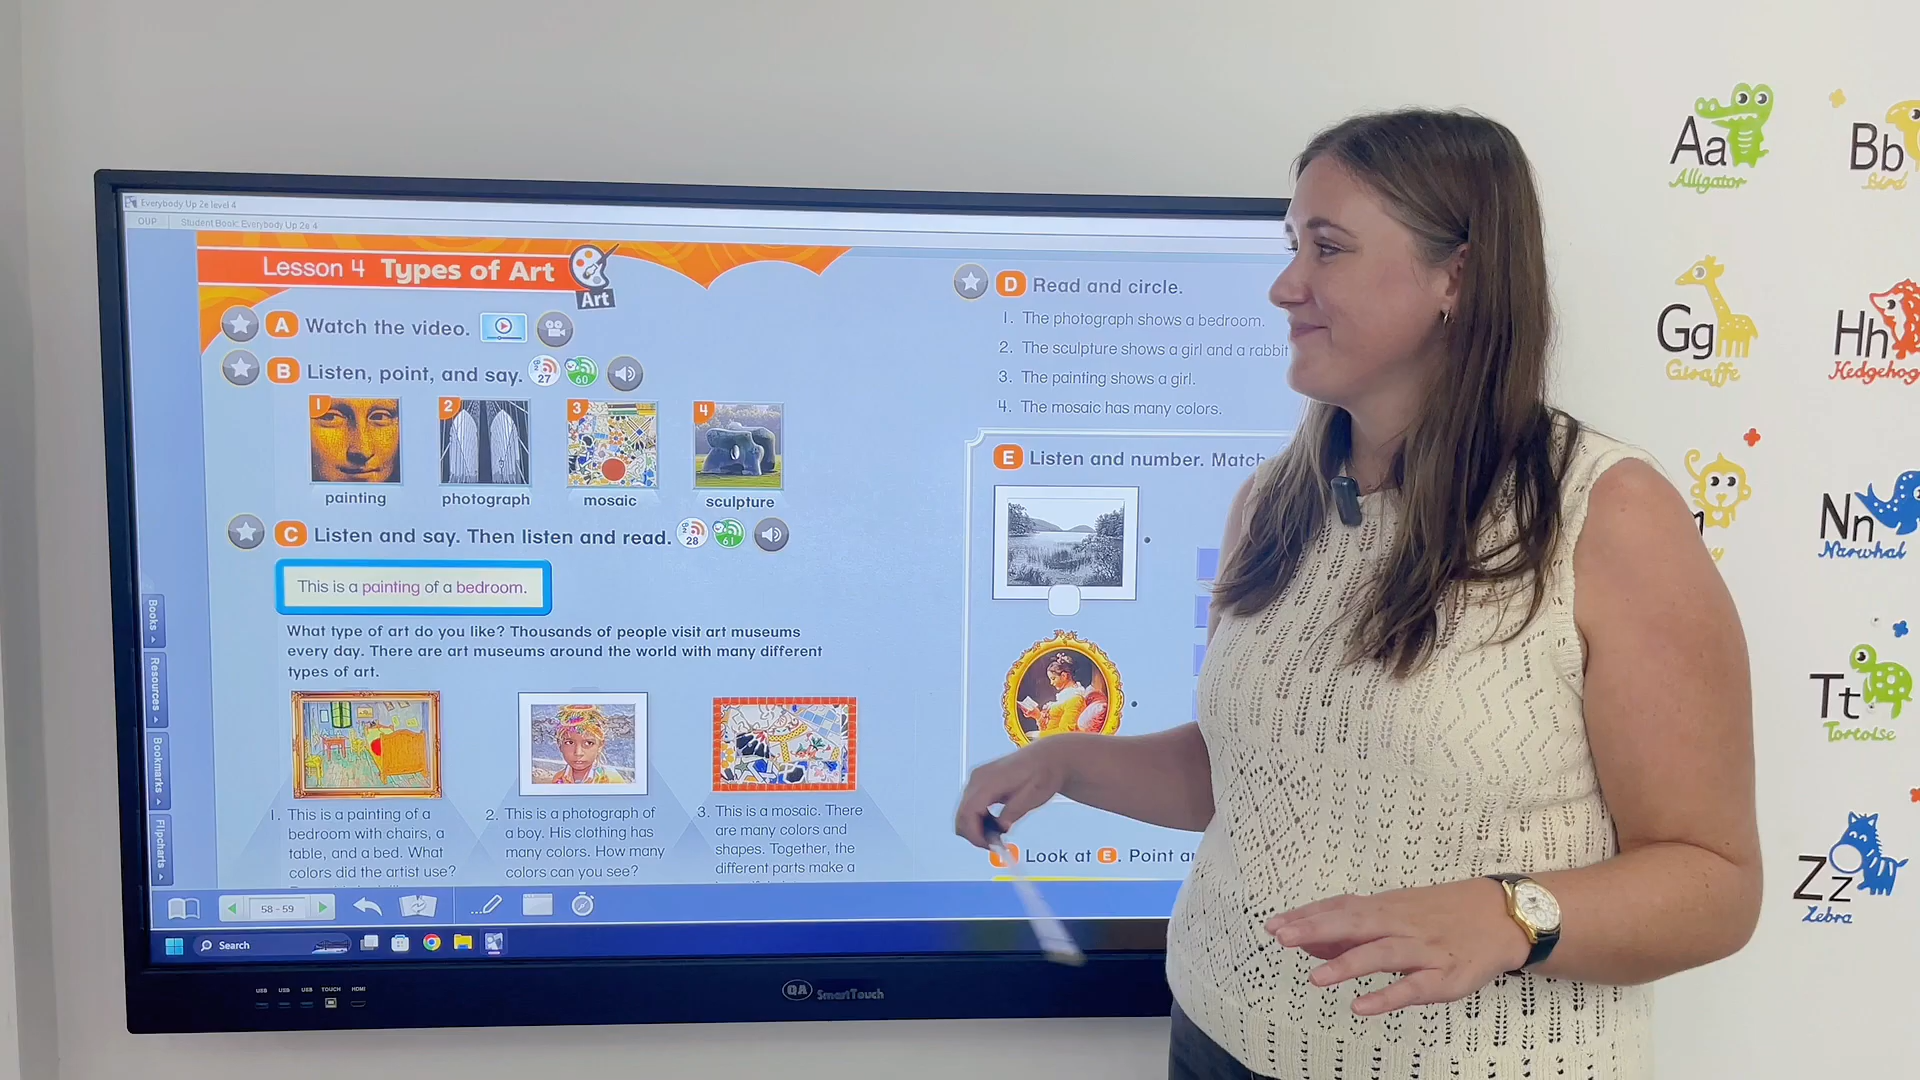 Everybody Up 2e level 4
OUP
Student Book: Everybody Up 2e 4
Lesson 4 Types of Art
Art
A Watch the video.
B Listen, point, and say.
27
60
1
2
3
4
painting
photograph
mosaic
sculpture
C Listen and say. Then listen and read.
28
61
This is a painting of a bedroom.
What type of art do you like? Thousands of people visit art museums
every day. There are art museums around the world with many different
types of art.
1. This is a painting of a
bedroom with chairs, a
table, and a bed. What
colors did the artist use?
2. This is a photograph of
a boy. His clothing has
many colors. How many
colors can you see?
3. This is a mosaic. There
are many colors and
shapes. Together, the
different parts make a
D Read and circle.
1. The photograph shows a bedroom.
2. The sculpture shows a girl and a rabbit
3. The painting shows a girl.
4. The mosaic has many colors.
E Listen and number. Match
Look at E. Point
Books
Resources
Bookmarks
Flipcharts
58 - 59
Search
USB
USB
USB
TOUCH
HDMI
QA SmartTouch
Aa
Alligator
Bb
Bird
Gg
Giraffe
Hh
Hedgehog
Nn
Narwhal
Tt
Tortoise
Zz
Zebra